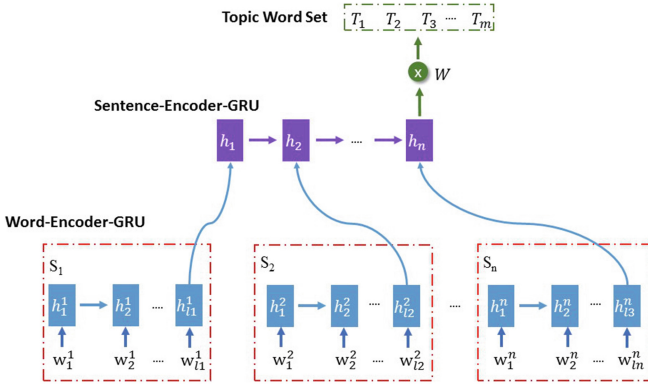 Topic Word Set T₁ T₂ T₃ ···· Tₘ
x W
Sentence-Encoder-GRU
h₁ h₂ .... hₙ
Word-Encoder-GRU
S₁ S₂ Sₙ
h₁¹ h₂¹ .... hₗ₁¹ h₁² h₂² .... hₗ₂² .... h₁ⁿ h₂ⁿ .... hₗ₃ⁿ
w₁¹ w₂¹ .... wₗ₁¹ w₁² w₂² .... wₗ₂² w₁ⁿ w₂ⁿ .... wₗₙⁿ